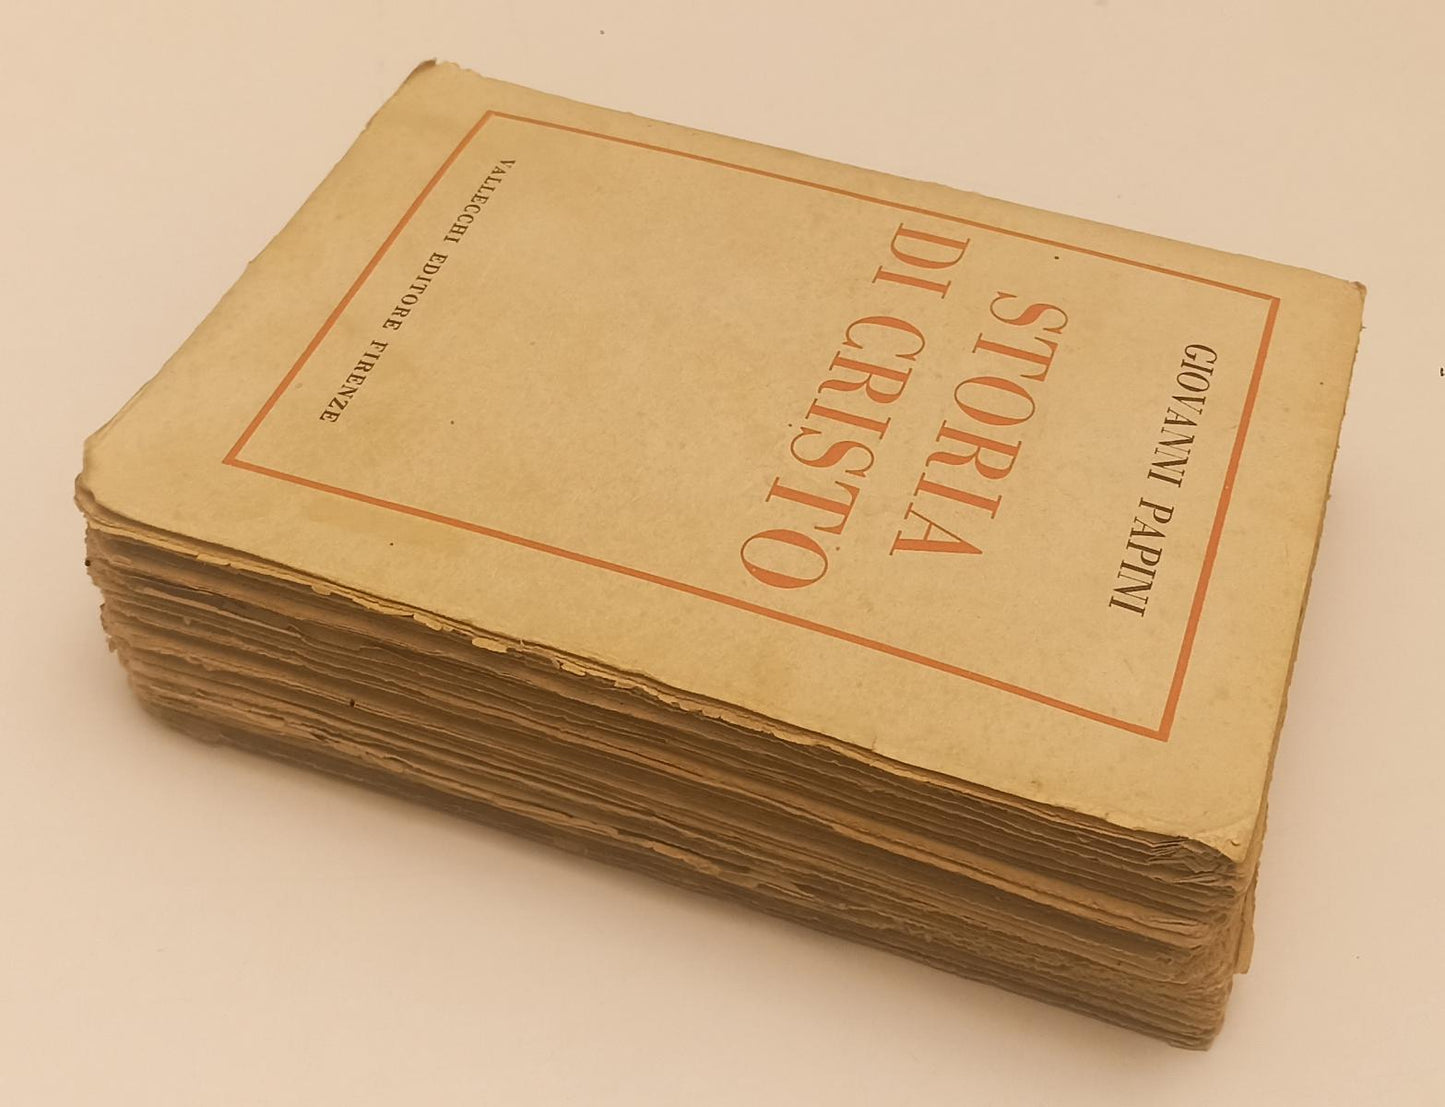 GIOVANNI PAPINI
STORIA
DI CRISTO
VALLECCHI EDITORE FIRENZE